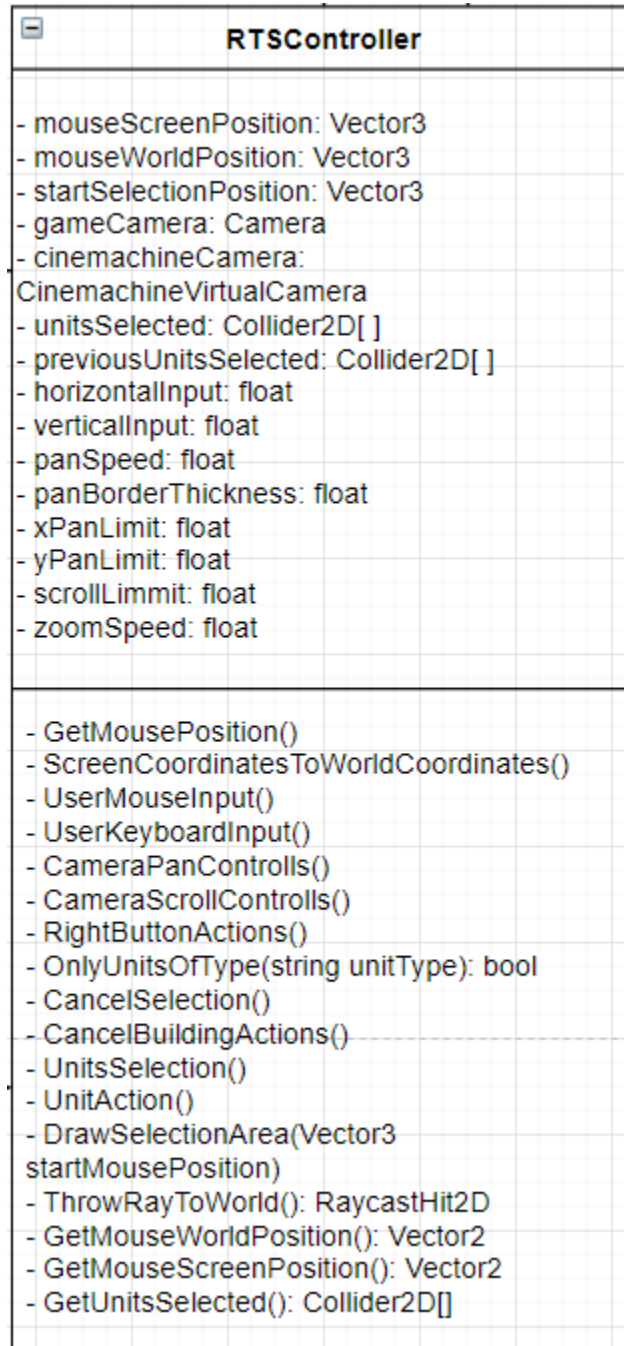 RTSController
- mouseScreenPosition: Vector3
- mouseWorldPosition: Vector3
- startSelectionPosition: Vector3
- gameCamera: Camera
- cinemachineCamera:
CinemachineVirtualCamera
- unitsSelected: Collider2D[ ]
- previousUnitsSelected: Collider2D[ ]
- horizontalInput: float
- verticalInput: float
- panSpeed: float
- panBorderThickness: float
- xPanLimit: float
- yPanLimit: float
- scrollLimmit: float
- zoomSpeed: float
- GetMousePosition()
- ScreenCoordinatesToWorldCoordinates()
- UserMouseInput()
- UserKeyboardInput()
- CameraPanControlls()
- CameraScrollControlls()
- RightButtonActions()
- OnlyUnitsOfType(string unitType): bool
- CancelSelection()
- CancelBuildingActions()
- UnitsSelection()
- UnitAction()
- DrawSelectionArea(Vector3
startMousePosition)
- ThrowRayToWorld(): RaycastHit2D
- GetMouseWorldPosition(): Vector2
- GetMouseScreenPosition(): Vector2
- GetUnitsSelected(): Collider2D[]